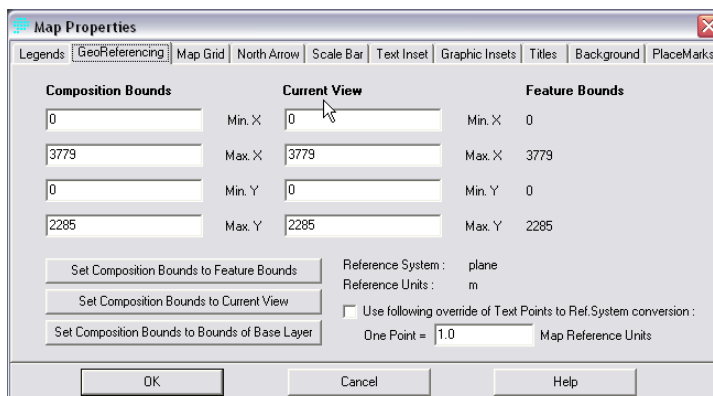 Map Properties
Legends GeoReferencing Map Grid North Arrow Scale Bar Text Inset Graphic Insets Titles Background PlaceMarks
Composition Bounds Current View Feature Bounds
0 Min. X 0 Min. X 0
3779 Max. X 3779 Max. X 3779
0 Min. Y 0 Min. Y 0
2285 Max. Y 2285 Max. Y 2285
Set Composition Bounds to Feature Bounds Reference System : plane
Set Composition Bounds to Current View Reference Units : m
Use following override of Text Points to Ref.System conversion :
Set Composition Bounds to Bounds of Base Layer One Point = 1.0 Map Reference Units
OK Cancel Help